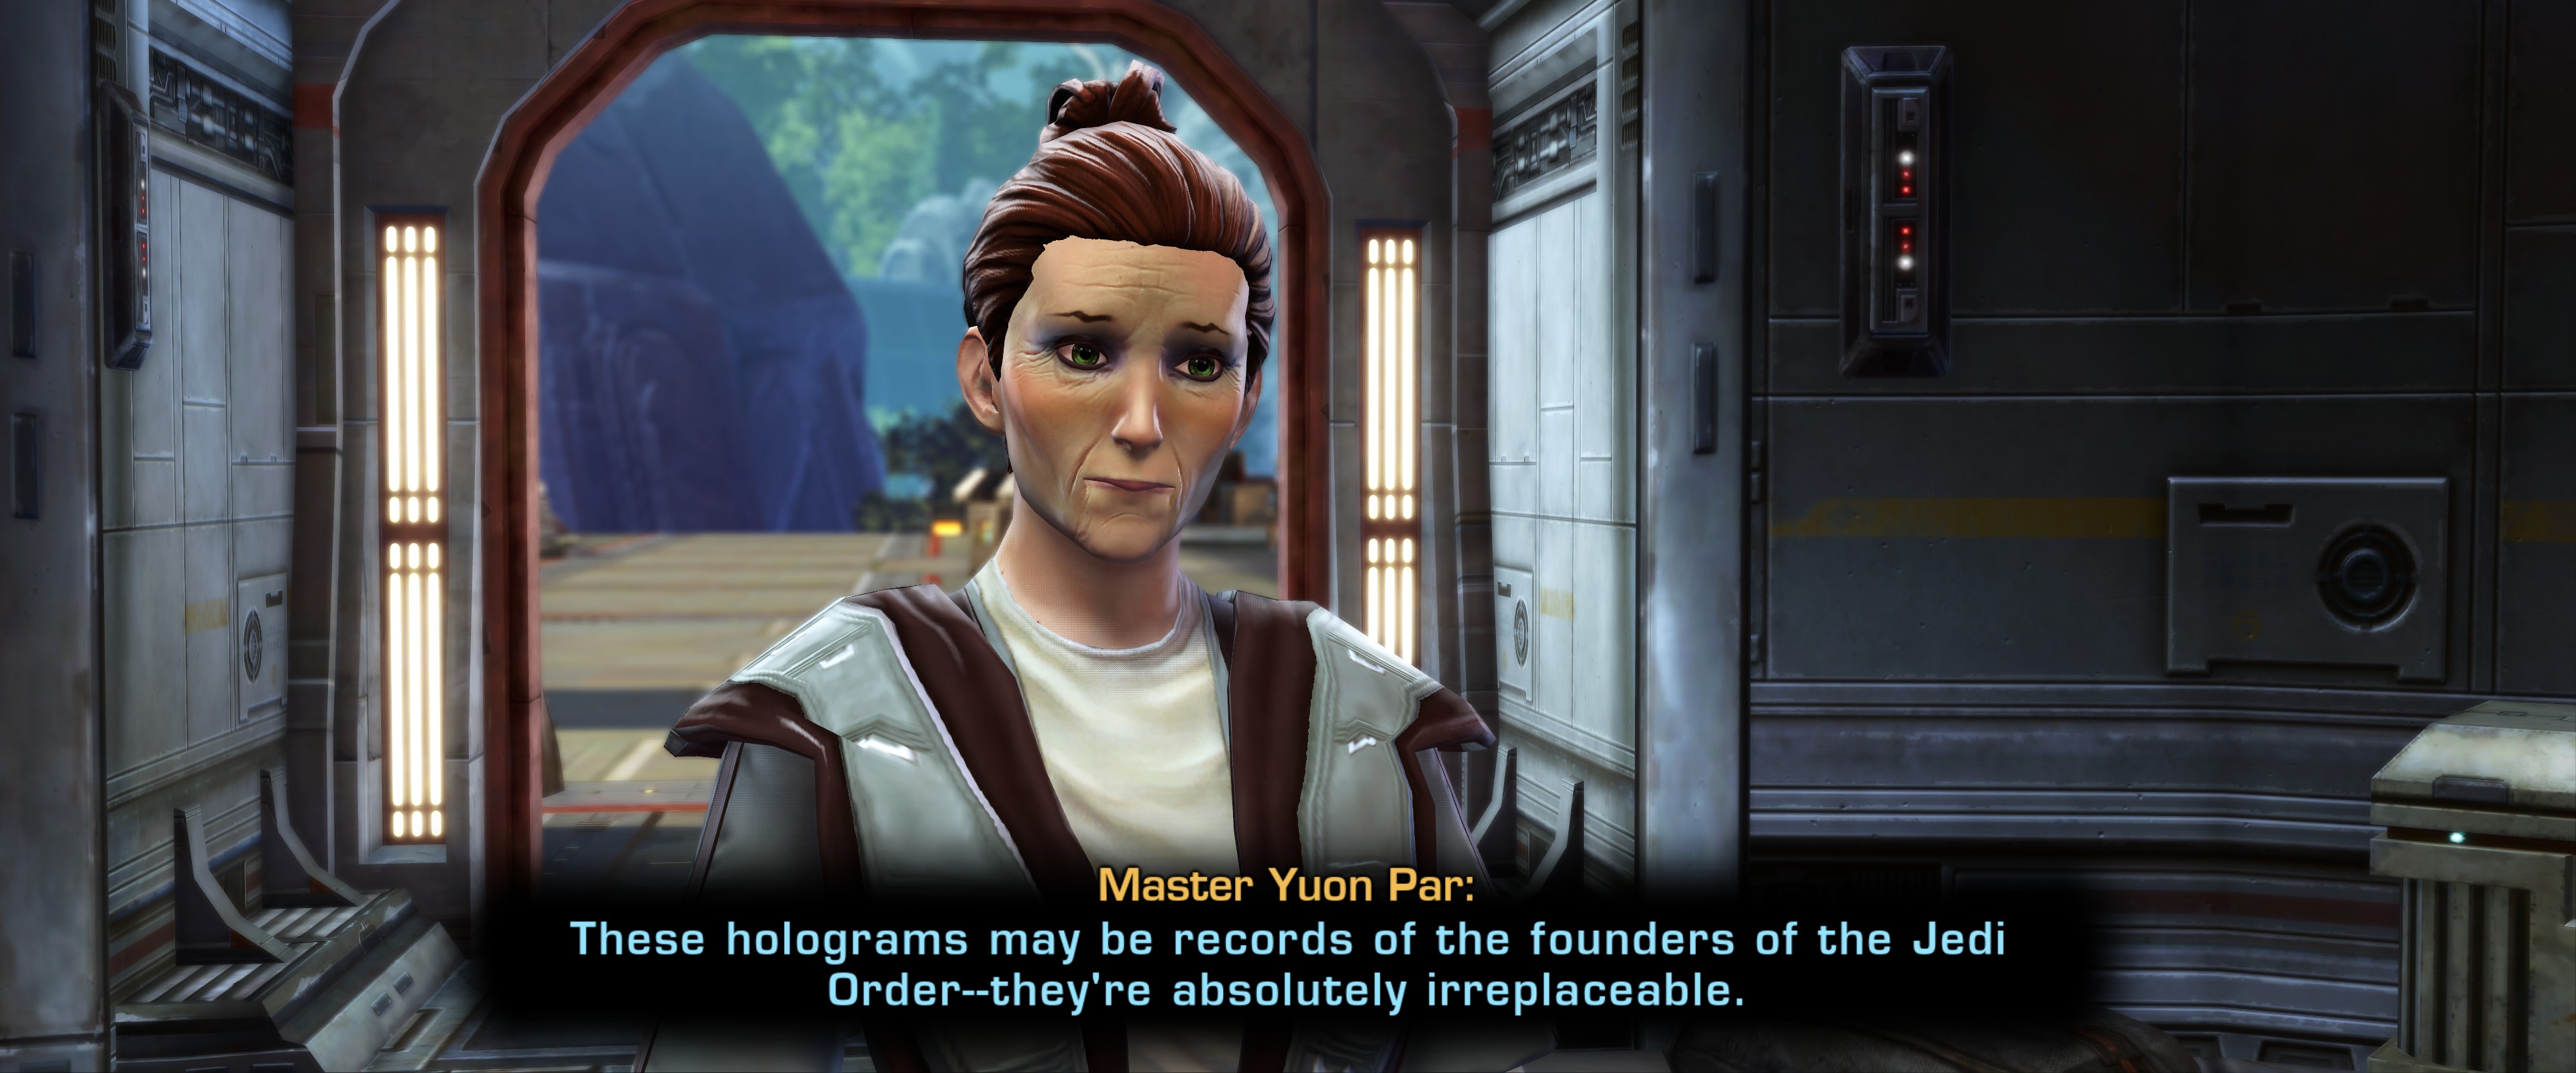 Master Yuon Par:
These holograms may be records of the founders of the Jedi
Order--they're absolutely irreplaceable.